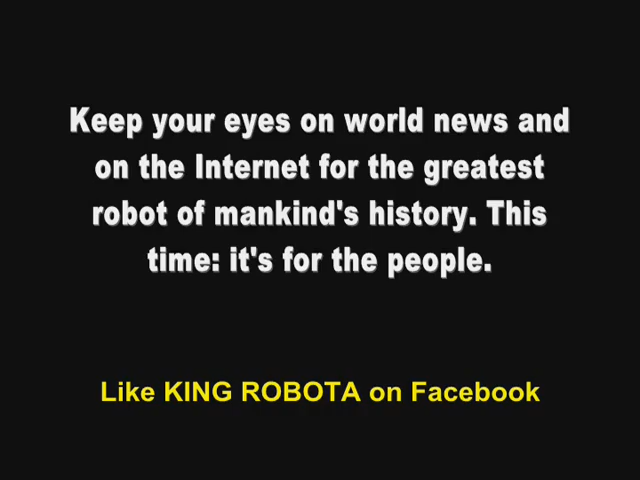 Keep your eyes on world news and
on the Internet for the greatest
robot of mankind's history. This
time: it's for the people.
Like KING ROBOTA on Facebook